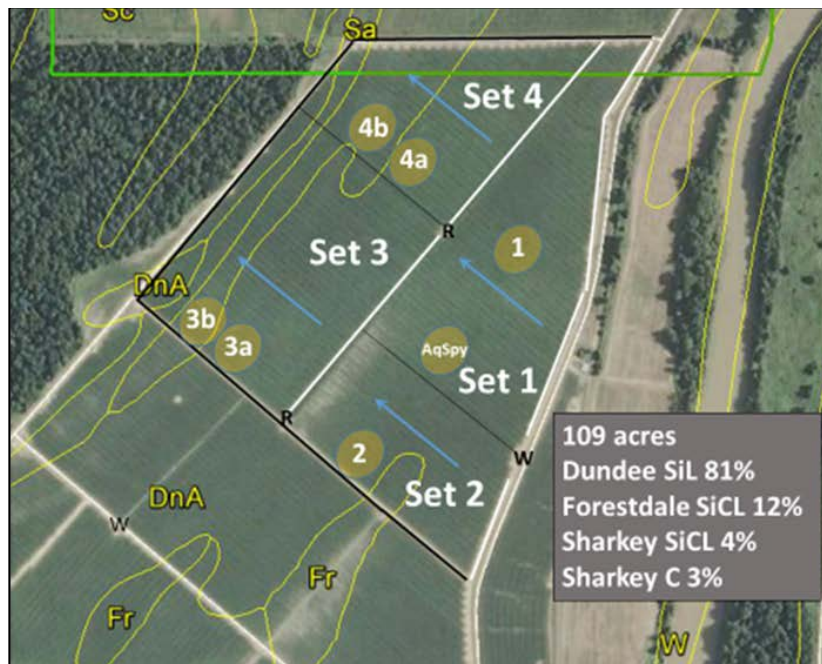 Sc
Sa
Set 4
4b
4a
R
1
Set 3
DnA
3b
3a
AqSpy
Set 1
R
2
W
Set 2
109 acres
Dundee SiL 81%
Forestdale SiCL 12%
Sharkey SiCL 4%
Sharkey C 3%
DnA
W
Fr
Fr
W